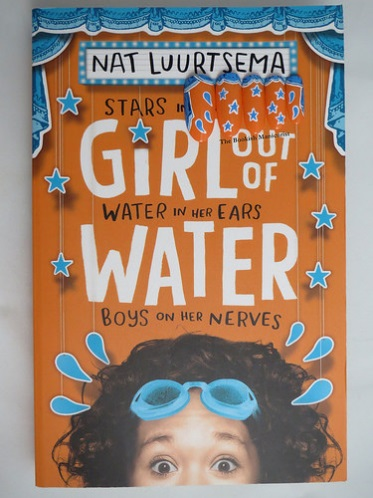 NAT LUURTSEMA
STARS IN
GIRL OUT
OF
WATER IN HER EARS
WATER
BOYS ON HER NERVES